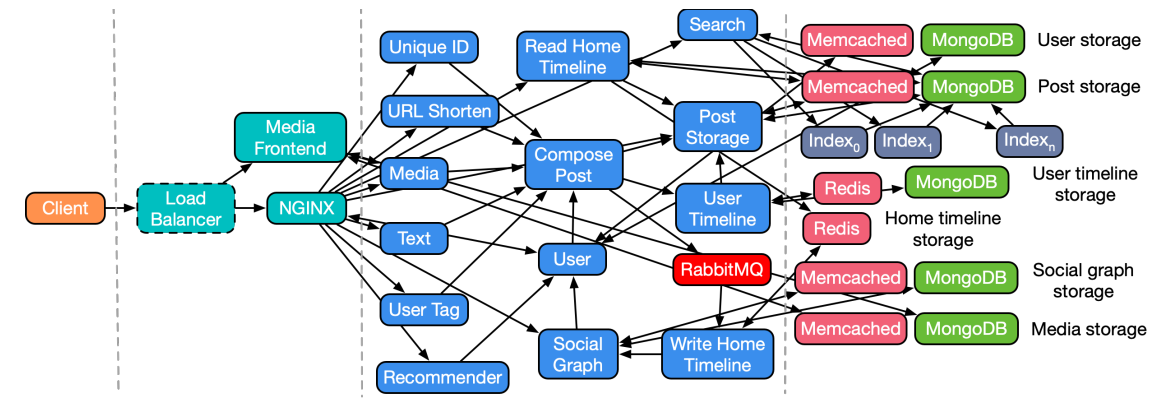 Client
Load
Balancer
Media
Frontend
NGINX
Unique ID
URL Shorten
Media
Text
User Tag
Recommender
Read Home
Timeline
Compose
Post
User
Social
Graph
Search
Post
Storage
User
Timeline
RabbitMQ
Write Home
Timeline
Memcached
MongoDB
User storage
Memcached
MongoDB
Post storage
Index0
Index1
Indexn
Redis
MongoDB
User timeline
storage
Redis
Home timeline
storage
Memcached
MongoDB
Social graph
storage
Memcached
MongoDB
Media storage